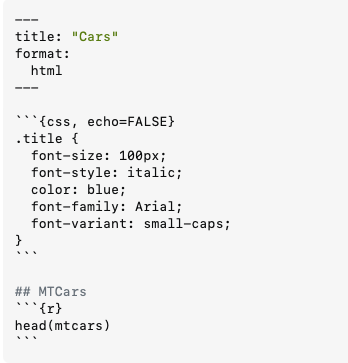 ---
title: "Cars"
format:
  html
---

```{css, echo=FALSE}
.title {
  font-size: 100px;
  font-style: italic;
  color: blue;
  font-family: Arial;
  font-variant: small-caps;
}
```

## MTCars
```{r}
head(mtcars)
```